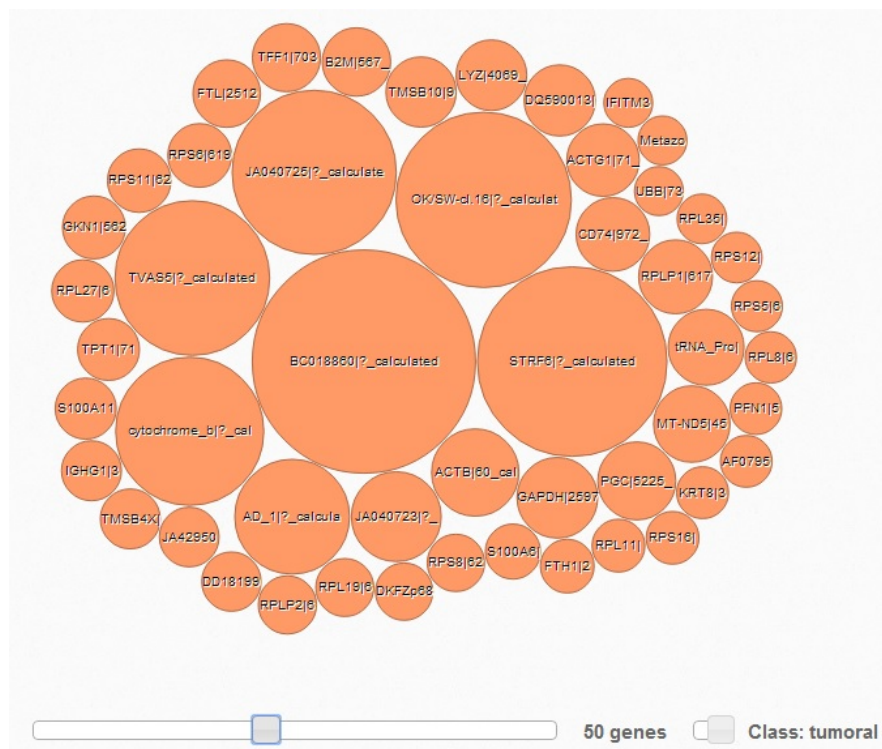 TFF1|703
B2M|567_
LYZ|4069_
TMSB10|9
FTL|2512
DQ590013|
IFITM3
Metazo
RPS6|619
JA040725|?_calculate
ACTG1|71_
RPS11|62
OK/SW-cl.16|?_calculat
UBB|73
RPL35|
GKN1|562
CD74|972_
RPS12|
TVAS5|?_calculated
RPLP1|617
RPL27|6
RPS5|6
TPT1|71
tRNA_Pro|
RPL8|6
BC018860|?_calculated
STRF6|?_calculated
S100A11
PFN1|5
cytochrome_b|?_cal
MT-ND5|45
IGHG1|3
ACTB|60_cal
AF0795
PGC|5225_
KRT8|3
GAPDH|2597
TMSB4X|
AD_1|?_calcula
JA040723|?_
JA42950
RPS16|
RPL11|
S100A6|
RPS8|62
FTH1|2
DD18199
RPL19|6
DKFZp68
RPLP2|6
50 genes
Class: tumoral